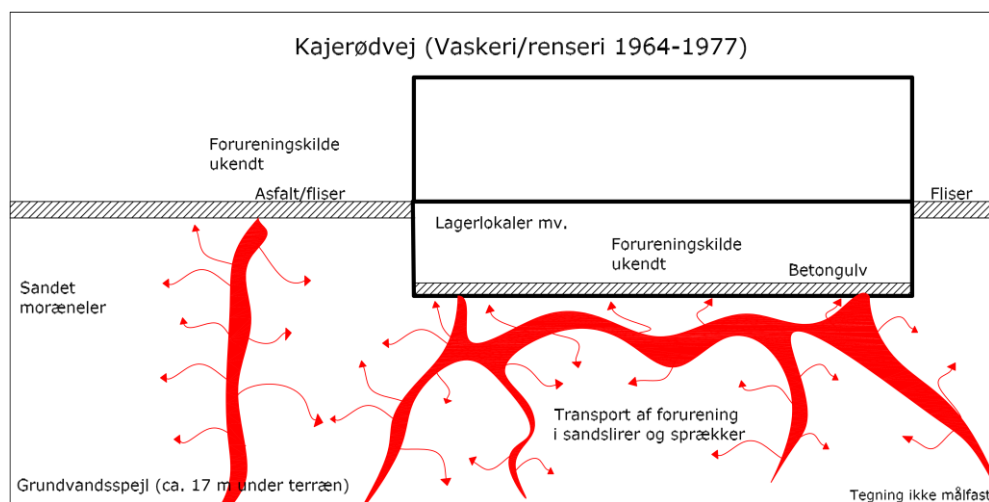 Kajerødvej (Vaskeri/renseri 1964-1977)
Forureningskilde
ukendt
Asfalt/fliser
Fliser
Lagerlokaler mv.
Forureningskilde
ukendt
Betongulv
Sandet
moræneler
Transport af forurening
i sandslirer og sprækker
Grundvandsspejl (ca. 17 m under terræn)
Tegning ikke målfast